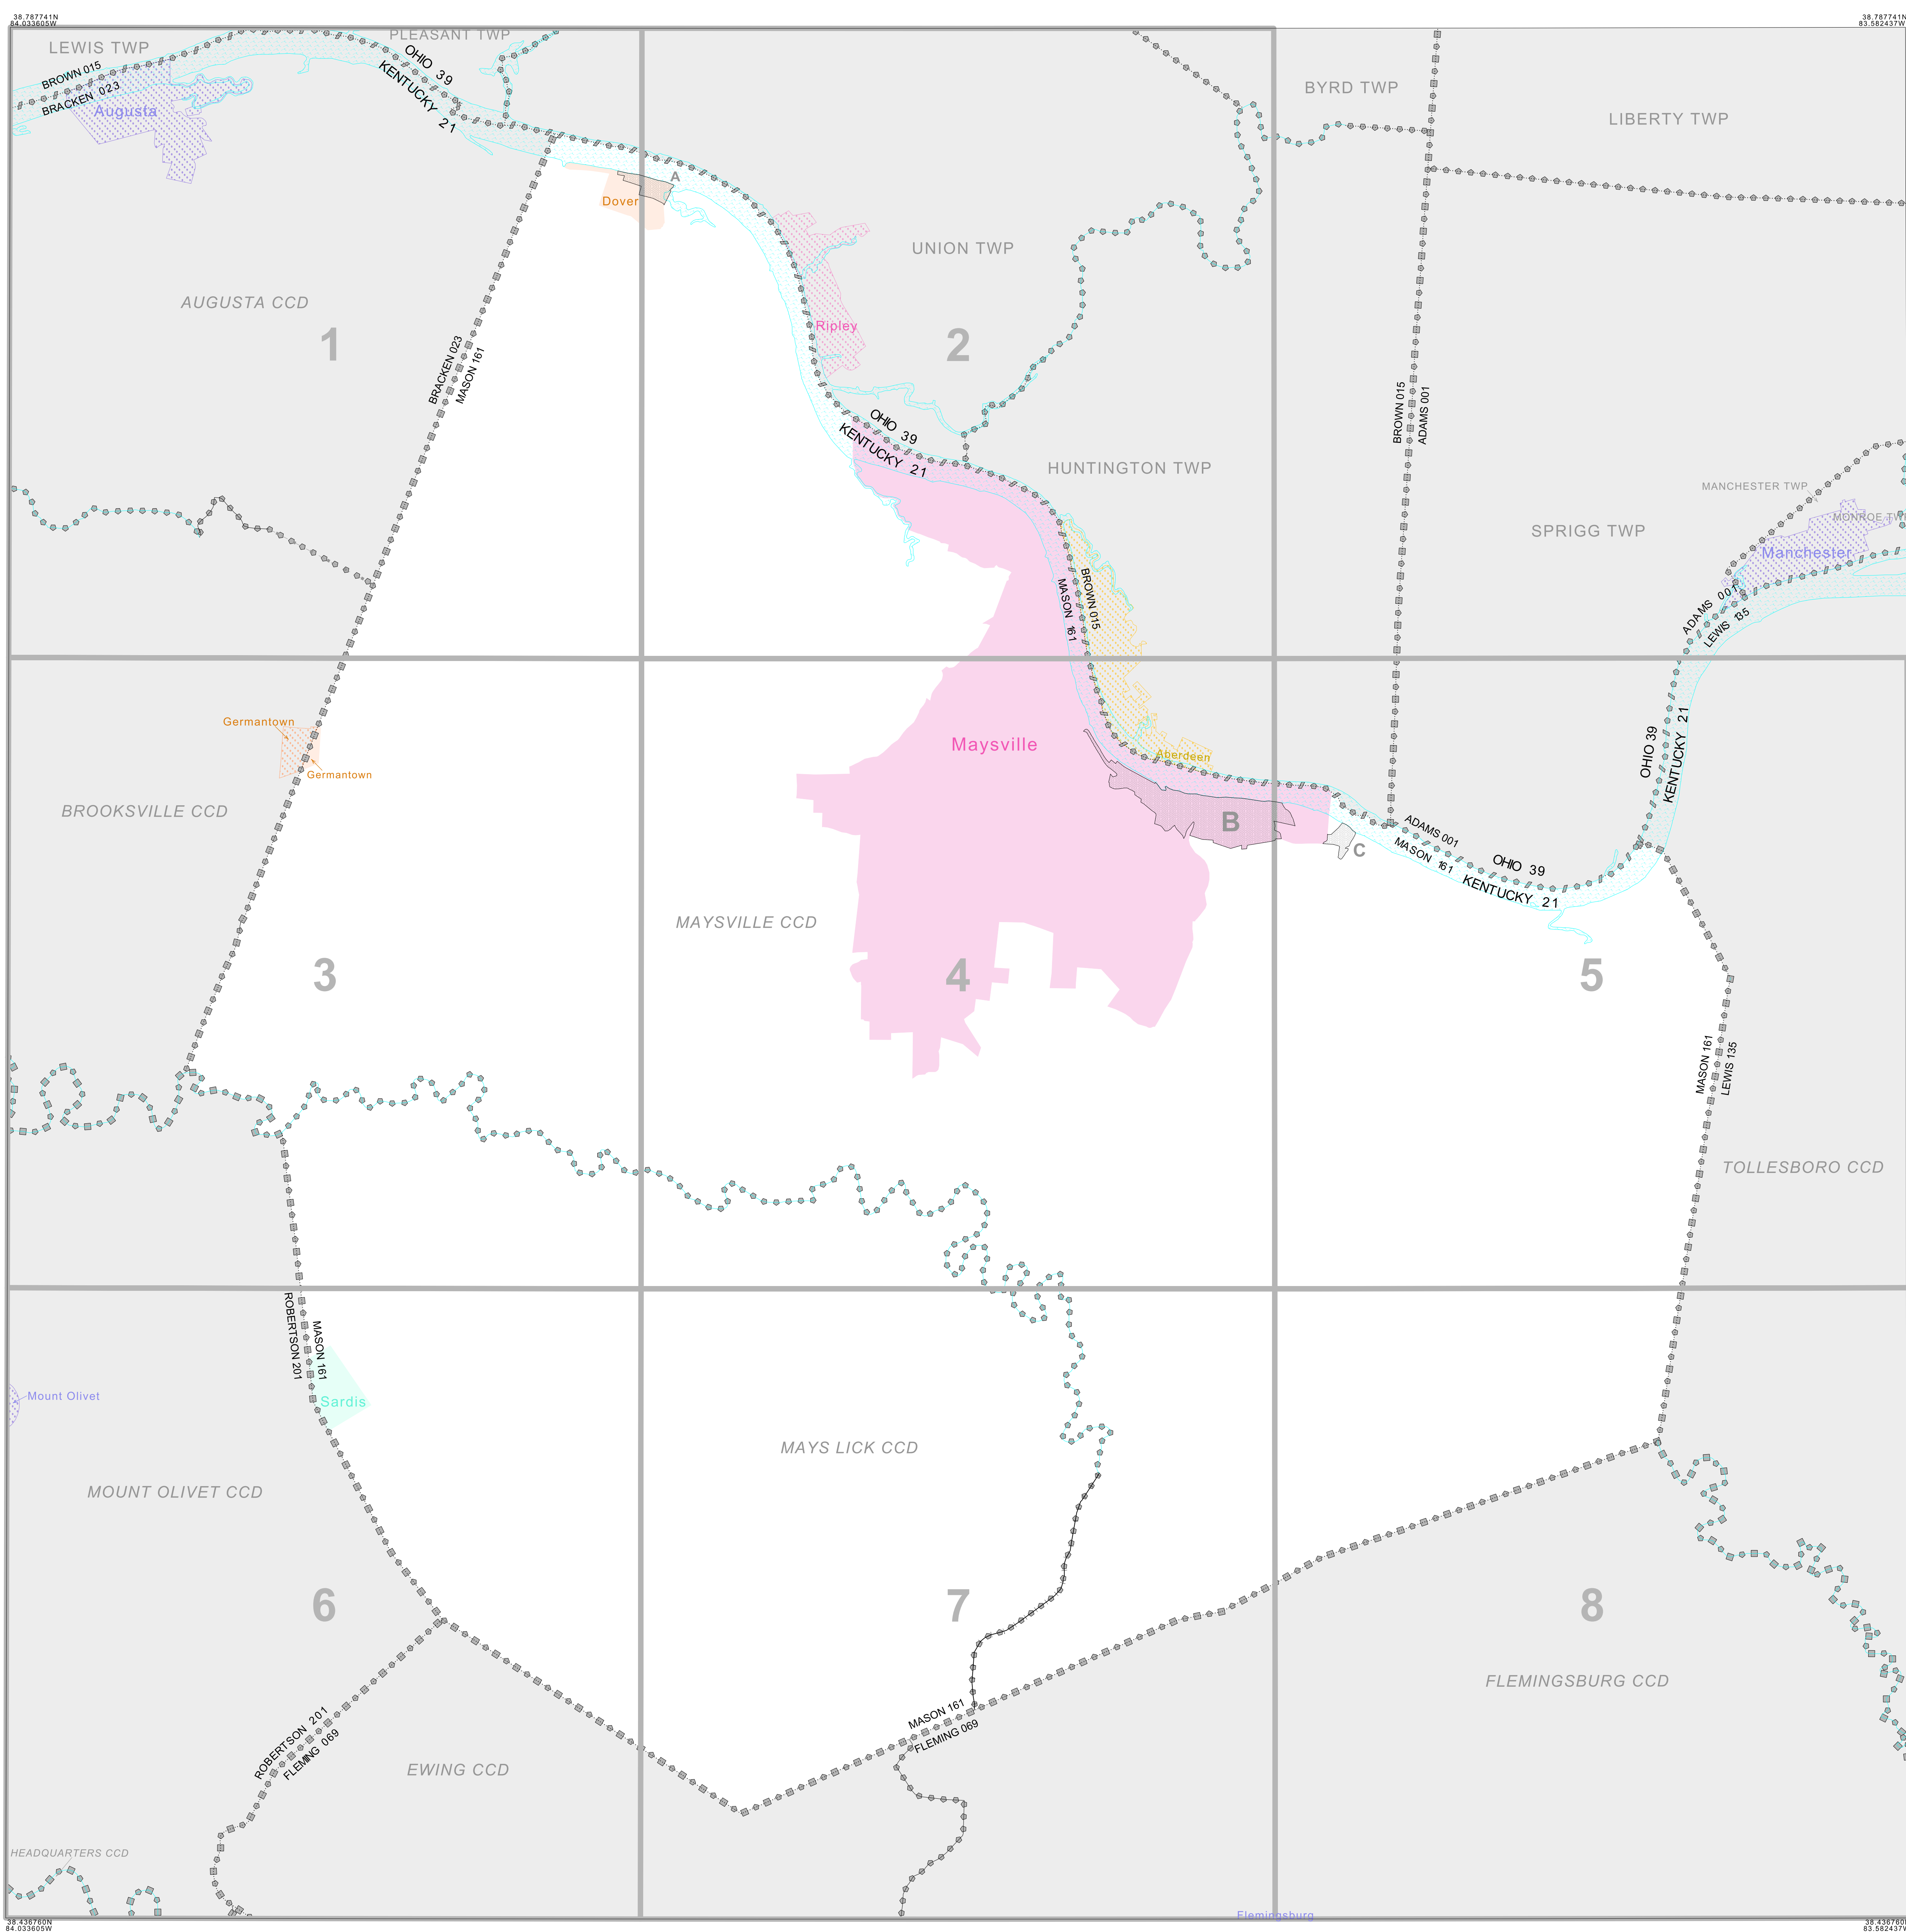 38.787741N
84.033605W
38.787741N
83.582437W
LEWIS TWP
PLEASANT TWP
BROWN 015
BRACKEN 023
OHIO 39
KENTUCKY 21
Augusta
BYRD TWP
LIBERTY TWP
A
Dover
UNION TWP
AUGUSTA CCD
1
Ripley
2
BRACKEN 023
MASON 161
BROWN 015
ADAMS 001
OHIO 39
KENTUCKY 21
HUNTINGTON TWP
MANCHESTER TWP
MONROE TWP
SPRIGG TWP
Manchester
MASON 161
BROWN 015
ADAMS 001
LEWIS 135
Germantown
Germantown
Maysville
Aberdeen
OHIO 39
KENTUCKY 21
BROOKSVILLE CCD
B
C
ADAMS 001
MASON 161
OHIO 39
KENTUCKY 21
MAYSVILLE CCD
3
4
5
MASON 161
LEWIS 135
TOLLESBORO CCD
ROBERTSON 201
MASON 161
Mount Olivet
Sardis
MAYS LICK CCD
MOUNT OLIVET CCD
6
7
8
FLEMINGSBURG CCD
ROBERTSON 201
FLEMING 069
MASON 161
FLEMING 069
EWING CCD
HEADQUARTERS CCD
Flemingsburg
38.436760N
84.033605W
38.436760N
83.582437W